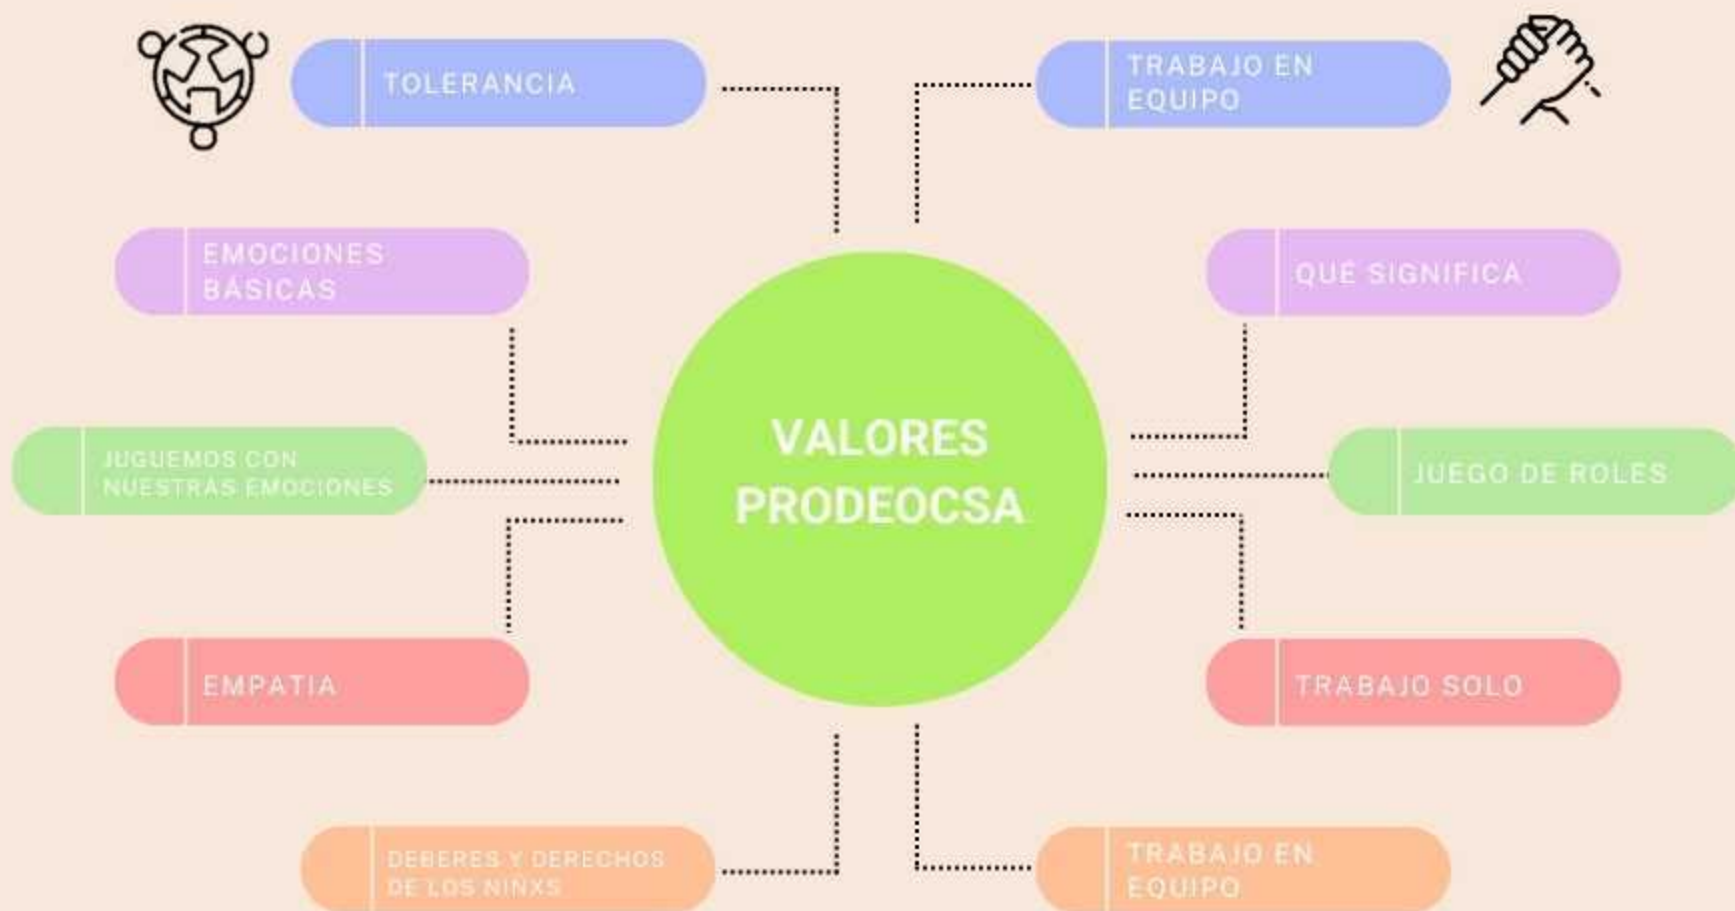 TOLERANCIA
TRABAJO EN
EQUIPO
EMOCIONES
BÁSICAS
QUÉ SIGNIFICA
VALORES
PRODEOCSA
JUGUEMOS CON
NUESTRAS EMOCIONES
JUEGO DE ROLES
EMPATIA
TRABAJO SOLO
DEBERES Y DERECHOS
DE LOS NIÑXS
TRABAJO EN
EQUIPO